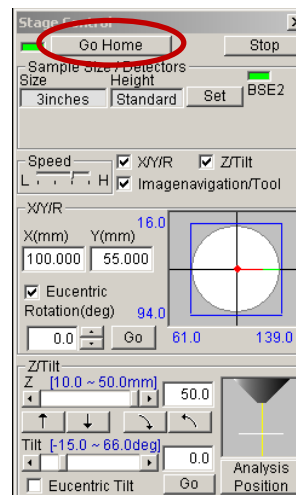 Stage Control X
Go Home Stop
Sample Size / Detectors
Size Height
3inches Standard Set BSE2
Speed X/Y/R Z/Tilt
L H Imagenavigation/Tool
X/Y/R
16.0
X(mm) Y(mm)
100.000 55.000
Eucentric
Rotation(deg) 94.0
0.0 Go 61.0 139.0
Z/Tilt
Z [10.0 ~ 50.0mm] 50.0
Tilt [-15.0 ~ 66.0deg] 0.0
Eucentric Tilt Go Analysis Position